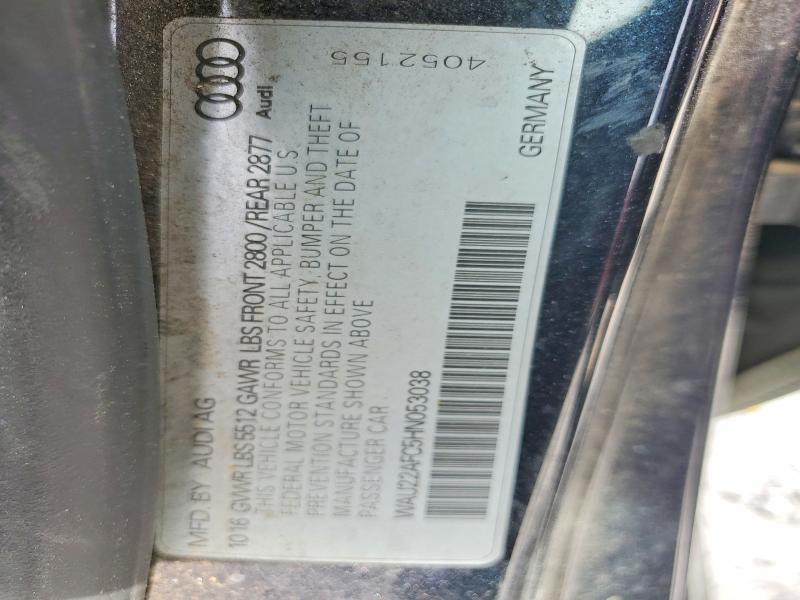 MFD BY AUDI AG
Audi
1016 GVWR LBS 5512 GAWR LBS FRONT 2800/REAR 2877
THIS VEHICLE CONFORMS TO ALL APPLICABLE U.S
FEDERAL MOTOR VEHICLE SAFETY, BUMPER AND THEFT
PREVENTION STANDARDS IN EFFECT ON THE DATE OF
MANUFACTURE SHOWN ABOVE
PASSENGER CAR
WAU22AFC5HN053038
4052155
GERMANY